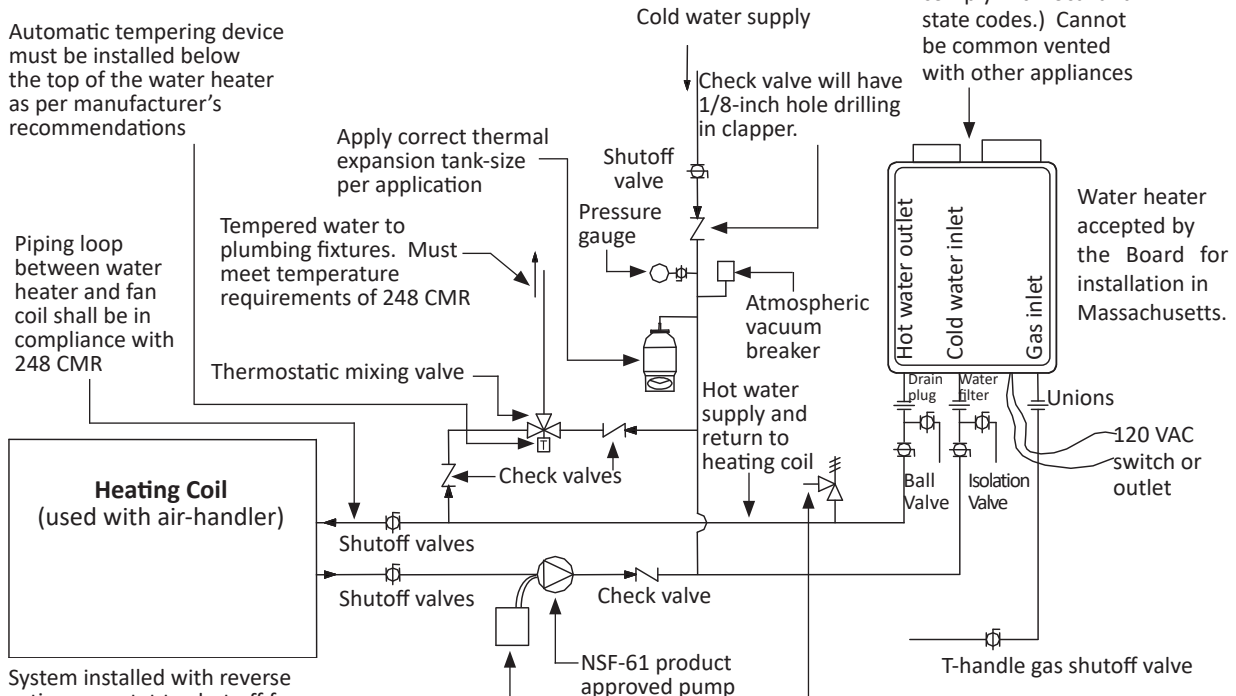 Cold water supply
state codes.) Cannot
be common vented
with other appliances
Automatic tempering device
must be installed below
the top of the water heater
as per manufacturer's
recommendations
Check valve will have
1/8-inch hole drilling
in clapper.
Apply correct thermal
expansion tank-size
per application
Shutoff
valve
Pressure
gauge
Tempered water to
plumbing fixtures. Must
meet temperature
requirements of 248 CMR
Piping loop
between water
heater and fan
coil shall be in
compliance with
248 CMR
Atmospheric
vacuum
breaker
Hot water outlet
Cold water inlet
Gas inlet
Water heater
accepted by
the Board for
installation in
Massachusetts.
Thermostatic mixing valve
T
Hot water
supply and
return to
heating coil
Drain
plug
Water
filter
Unions
120 VAC
switch or
outlet
Ball
Valve
Isolation
Valve
Check valves
Heating Coil
(used with air-handler)
Shutoff valves
Shutoff valves
Check valve
NSF-61 product
approved pump
T-handle gas shutoff valve
System installed with reverse